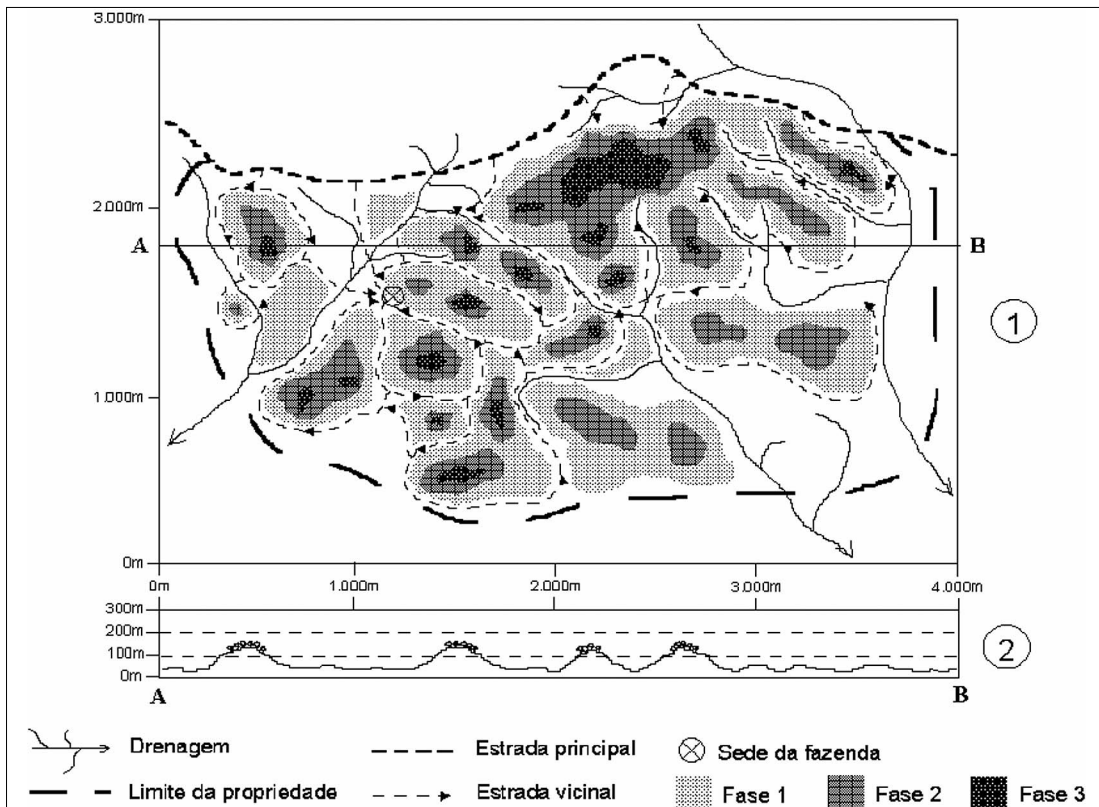 3.000m
2.000m
A
B
1
1.000m
0m
0m
1.000m
2.000m
3.000m
4.000m
300m
200m
100m
0m
2
A
B
Drenagem
Estrada principal
Sede da fazenda
Limite da propriedade
Estrada vicinal
Fase 1
Fase 2
Fase 3